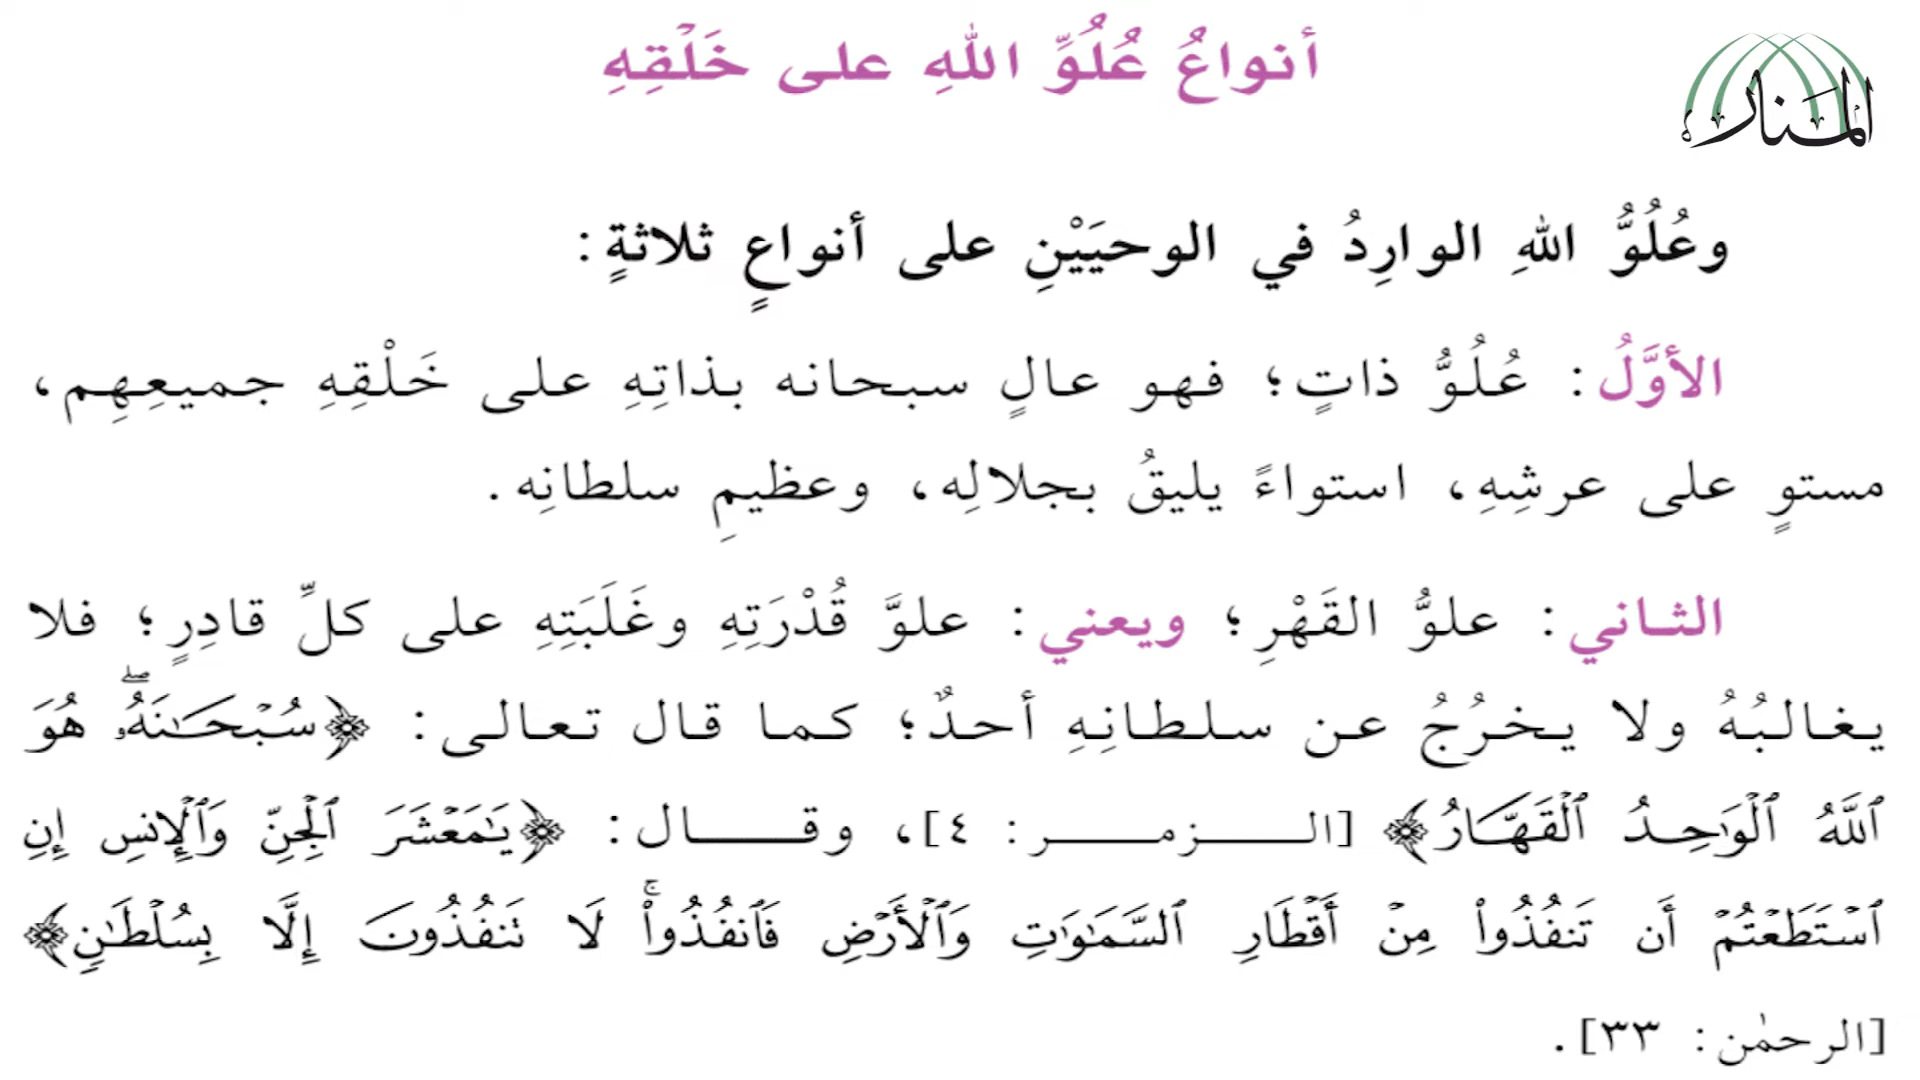 أنواعُ عُلُوِّ اللهِ على خَلْقِهِ
المنار
وعُلُوُّ اللهِ الوارِدُ في الوحيَيْنِ على أنواعٍ ثلاثةٍ:
الأوَّلُ: عُلُوُّ ذاتٍ؛ فهو عالٍ سبحانه بذاتِهِ على خَلْقِهِ جميعِهِم،
مستوٍ على عرشِهِ، استواءً يليقُ بجلالِه، وعظيمِ سلطانِه.
الثاني: علوُّ القَهْرِ؛ ويعني: علوَّ قُدْرَتِهِ وغَلَبَتِهِ على كلِّ قادِرٍ؛ فلا
يغالبُهُ ولا يخرُجُ عن سلطانِهِ أحدٌ؛ كما قال تعالى: ﴿سُبۡحَٰنَهُۥۖ هُوَ
ٱللَّهُ ٱلۡوَٰحِدُ ٱلۡقَهَّارُ﴾ [الزمر: ٤]، وقال: ﴿يَٰمَعۡشَرَ ٱلۡجِنِّ وَٱلۡإِنسِ إِنِ
ٱسۡتَطَعۡتُمۡ أَن تَنفُذُواْ مِنۡ أَقۡطَارِ ٱلسَّمَٰوَٰتِ وَٱلۡأَرۡضِ فَٱنفُذُواْۚ لَا تَنفُذُونَ إِلَّا بِسُلۡطَٰنٖ﴾
[الرحمٰن: ٣٣].